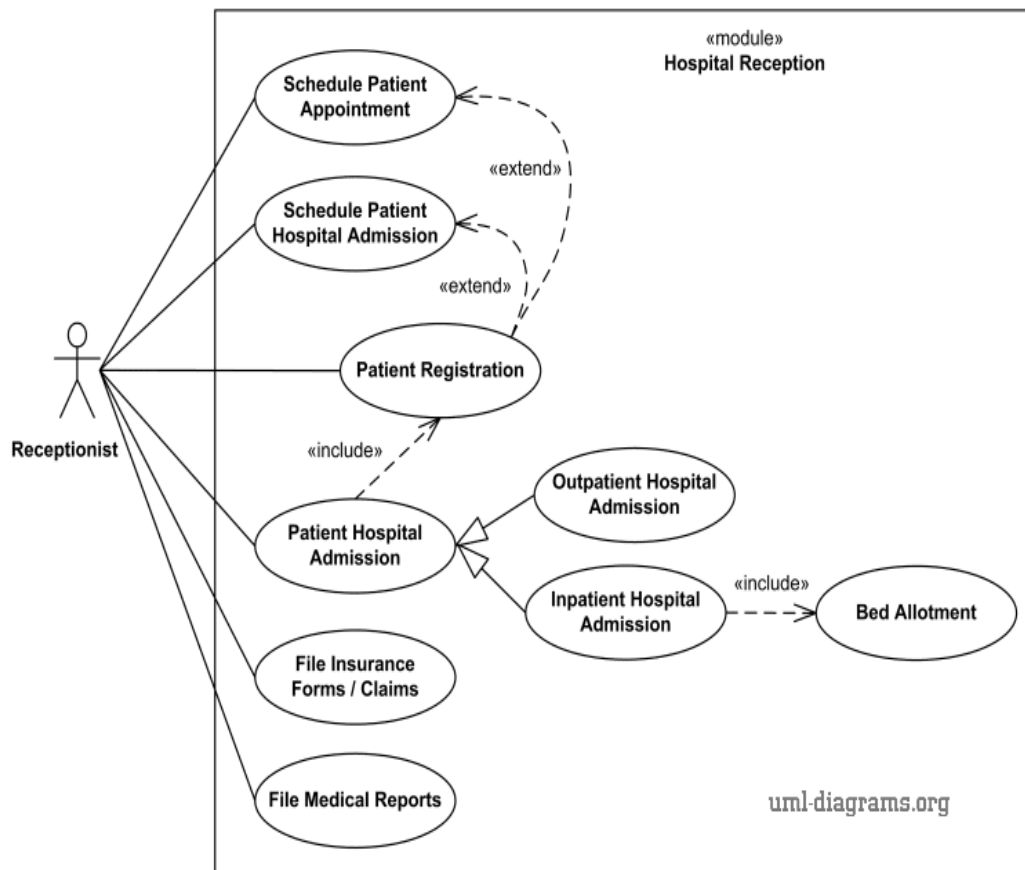 «module»
Hospital Reception
Schedule Patient
Appointment
«extend»
Schedule Patient
Hospital Admission
«extend»
Patient Registration
Receptionist
«include»
Outpatient Hospital
Admission
Patient Hospital
Admission
Inpatient Hospital
Admission
«include»
Bed Allotment
File Insurance
Forms / Claims
File Medical Reports
uml-diagrams.org